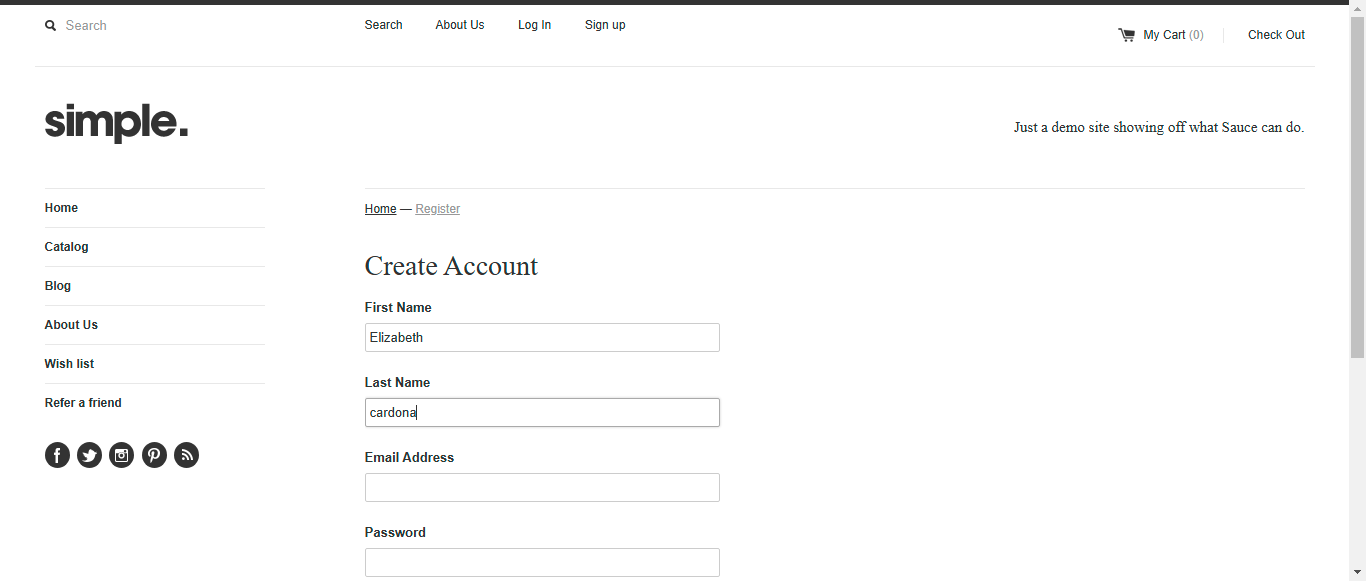 Search
Search About Us Log In Sign up
My Cart (0) Check Out
simple.
Just a demo site showing off what Sauce can do.
Home
Catalog
Blog
About Us
Wish list
Refer a friend
Home — Register
Create Account
First Name
Elizabeth
Last Name
cardona
Email Address
Password